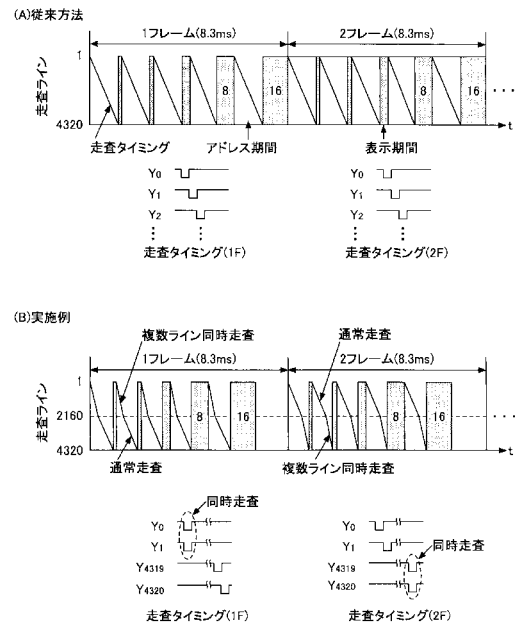 (A)従来方法
1フレーム(8.3ms)
2フレーム(8.3ms)
走査ライン
1
4320
8
16
8
16
t
走査タイミング
アドレス期間
表示期間
Y0
Y1
Y2
走査タイミング(1F)
Y0
Y1
Y2
走査タイミング(2F)
(B)実施例
複数ライン同時走査
通常走査
1フレーム(8.3ms)
2フレーム(8.3ms)
走査ライン
1
2160
4320
8
16
8
16
t
通常走査
複数ライン同時走査
同時走査
Y0
Y1
Y4319
Y4320
走査タイミング(1F)
Y0
Y1
同時走査
Y4319
Y4320
走査タイミング(2F)